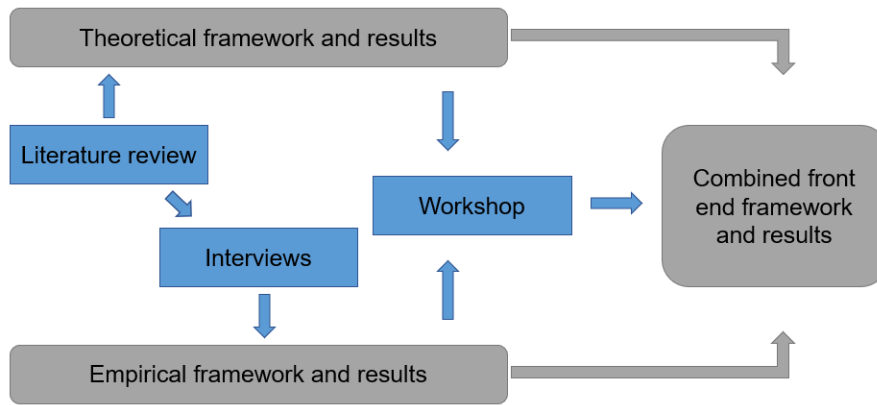 Theoretical framework and results
Literature review
Workshop
Combined front
end framework
and results
Interviews
Empirical framework and results